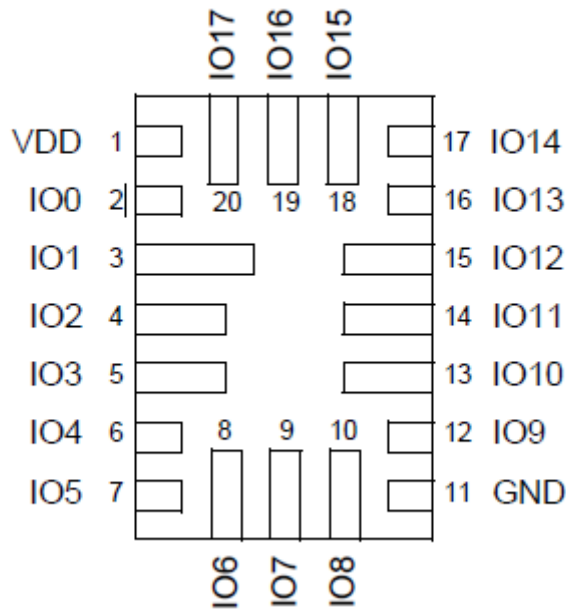 IO17 IO16 IO15
VDD 1 17 IO14
IO0 2 20 19 18 16 IO13
IO1 3 15 IO12
IO2 4 14 IO11
IO3 5 13 IO10
IO4 6 8 9 10 12 IO9
IO5 7 11 GND
IO6 IO7 IO8